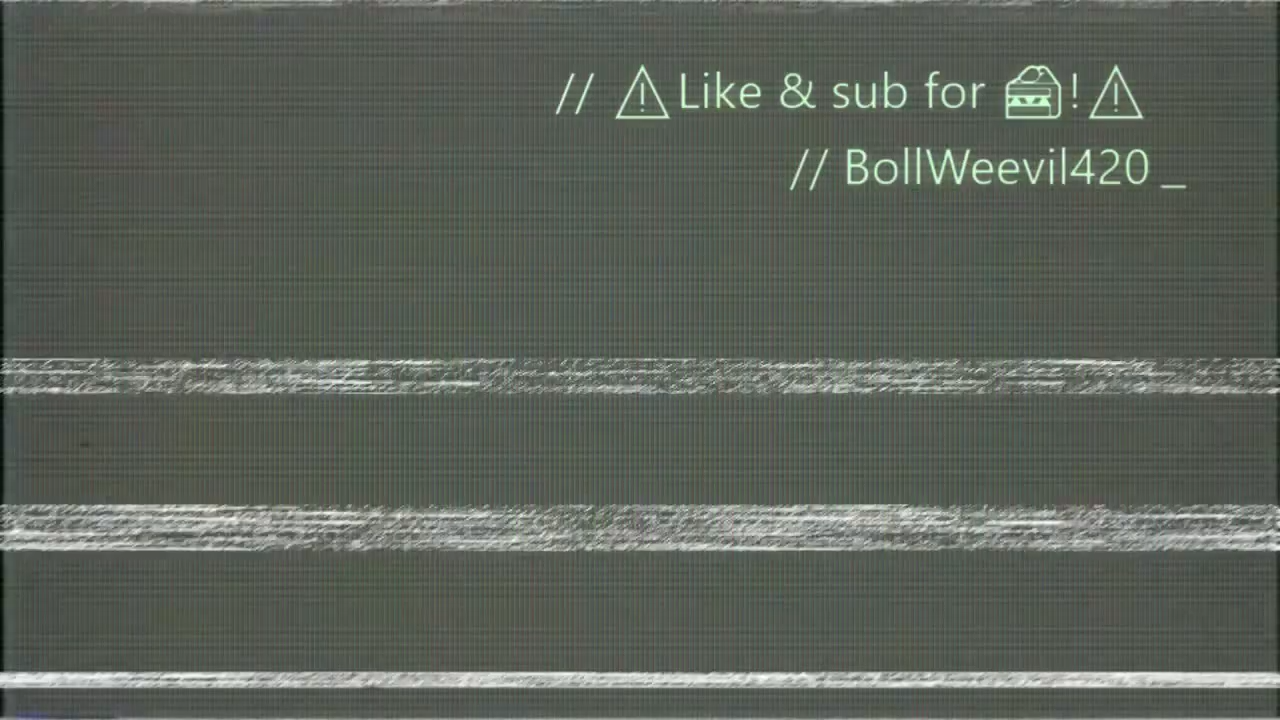 // ⚠Like & sub for 🍰!⚠
// BollWeevil420 _